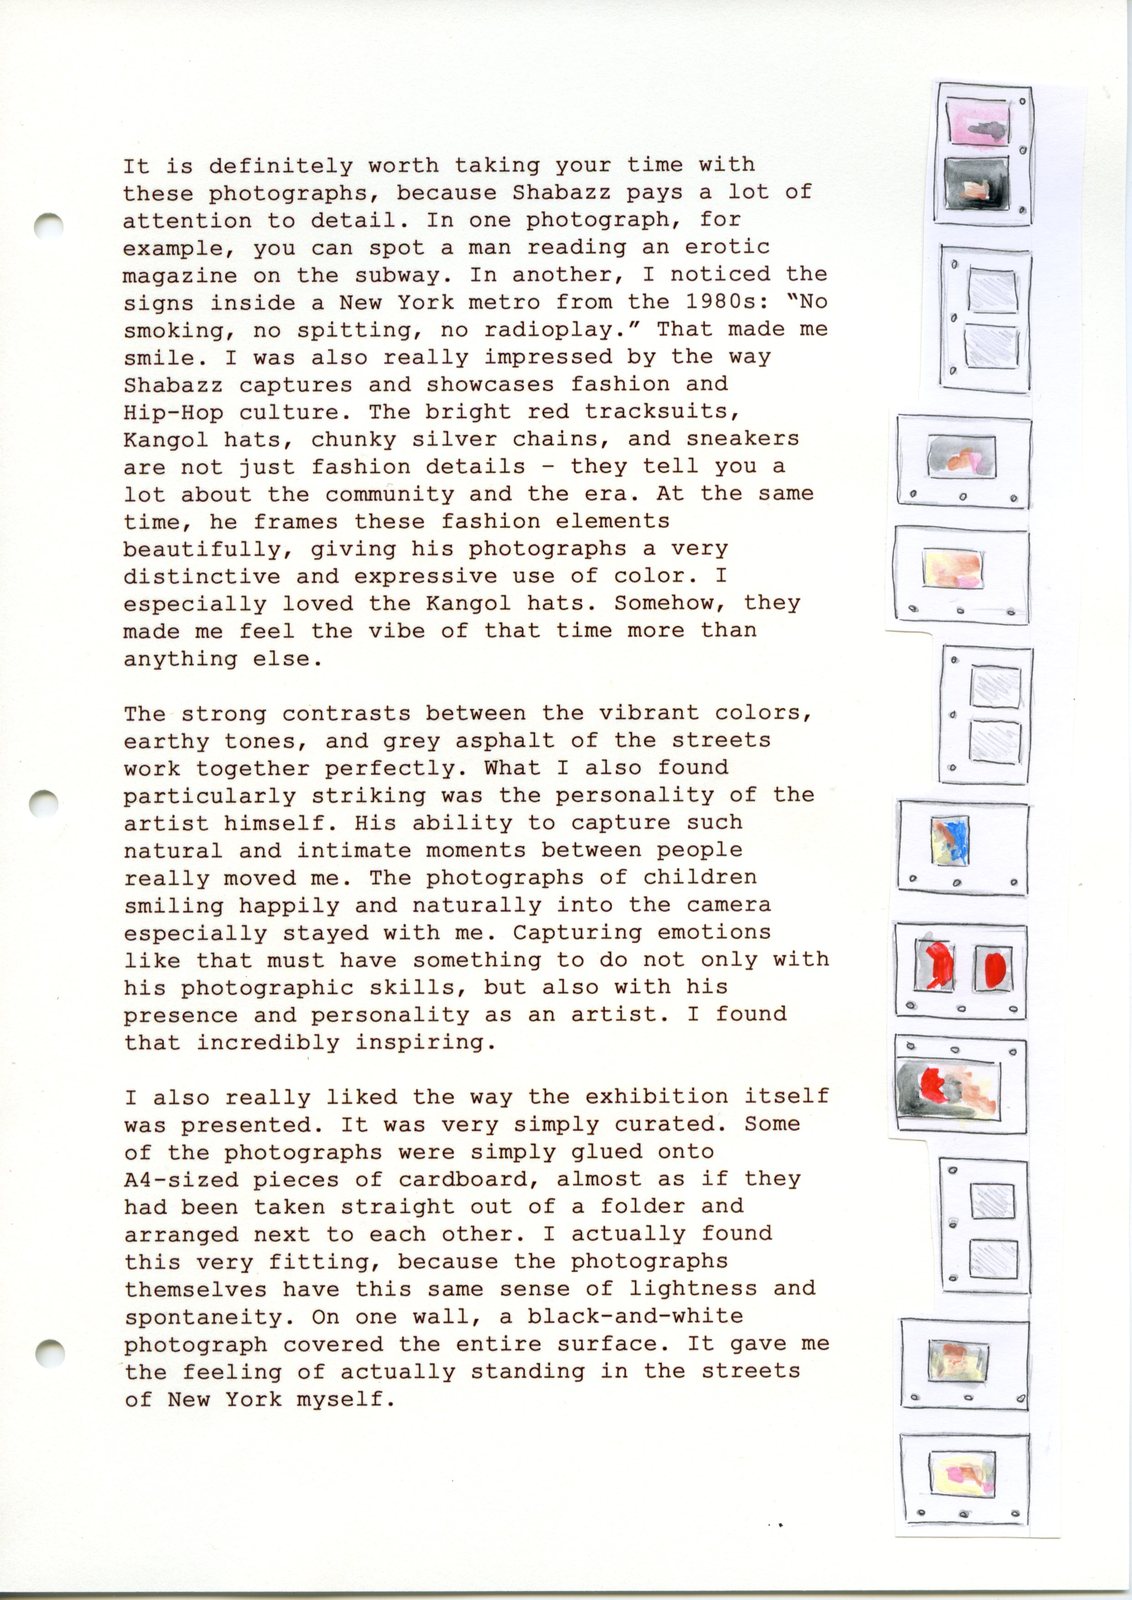 It is definitely worth taking your time with
these photographs, because Shabazz pays a lot of
attention to detail. In one photograph, for
example, you can spot a man reading an erotic
magazine on the subway. In another, I noticed the
signs inside a New York metro from the 1980s: “No
smoking, no spitting, no radioplay.” That made me
smile. I was also really impressed by the way
Shabazz captures and showcases fashion and
Hip-Hop culture. The bright red tracksuits,
Kangol hats, chunky silver chains, and sneakers
are not just fashion details – they tell you a
lot about the community and the era. At the same
time, he frames these fashion elements
beautifully, giving his photographs a very
distinctive and expressive use of color. I
especially loved the Kangol hats. Somehow, they
made me feel the vibe of that time more than
anything else.

The strong contrasts between the vibrant colors,
earthy tones, and grey asphalt of the streets
work together perfectly. What I also found
particularly striking was the personality of the
artist himself. His ability to capture such
natural and intimate moments between people
really moved me. The photographs of children
smiling happily and naturally into the camera
especially stayed with me. Capturing emotions
like that must have something to do not only with
his photographic skills, but also with his
presence and personality as an artist. I found
that incredibly inspiring.

I also really liked the way the exhibition itself
was presented. It was very simply curated. Some
of the photographs were simply glued onto
A4-sized pieces of cardboard, almost as if they
had been taken straight out of a folder and
arranged next to each other. I actually found
this very fitting, because the photographs
themselves have this same sense of lightness and
spontaneity. On one wall, a black-and-white
photograph covered the entire surface. It gave me
the feeling of actually standing in the streets
of New York myself.